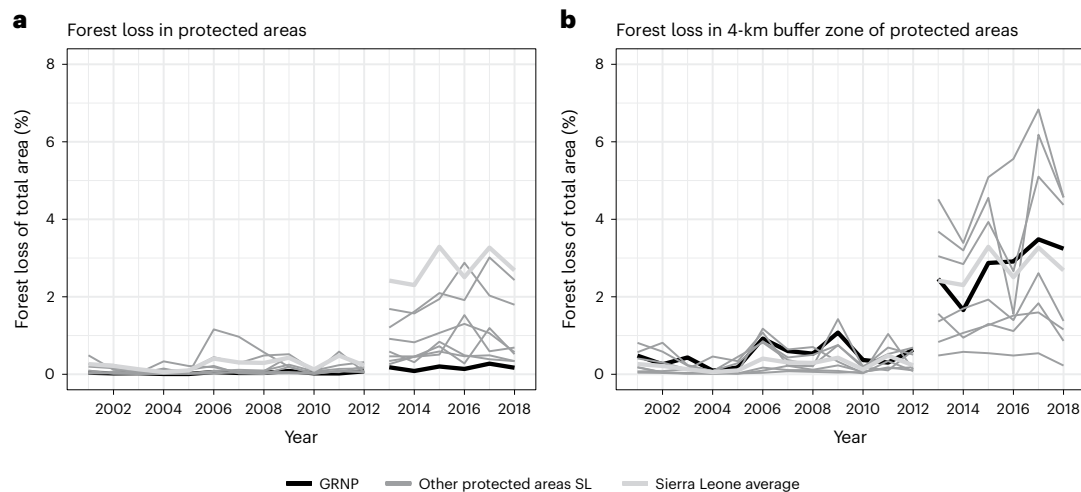 a
Forest loss in protected areas
Forest loss of total area (%)
8
6
4
2
0
2002 2004 2006 2008 2010 2012 2014 2016 2018
Year
b
Forest loss in 4-km buffer zone of protected areas
Forest loss of total area (%)
8
6
4
2
0
2002 2004 2006 2008 2010 2012 2014 2016 2018
Year
GRNP Other protected areas SL Sierra Leone average